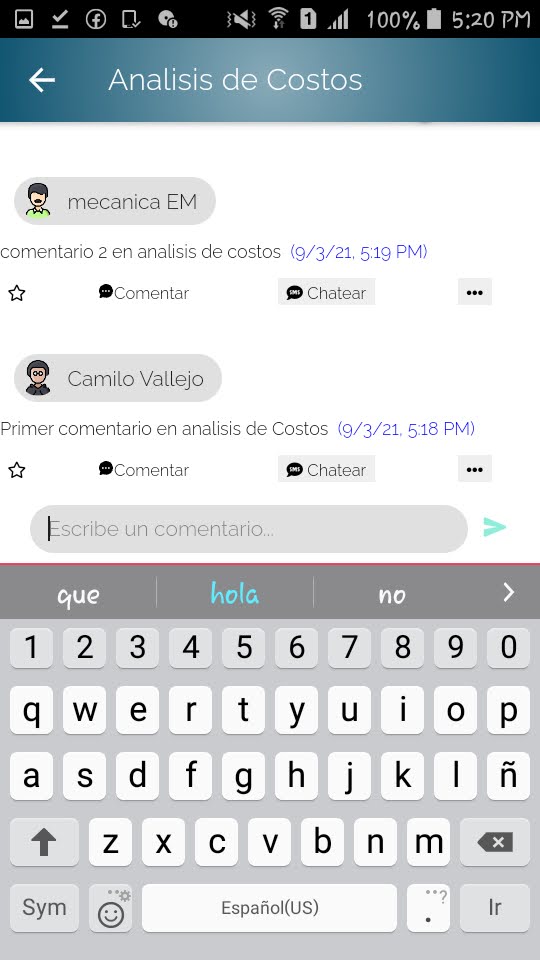 1 100% 5:20 PM
Analisis de Costos
mecanica EM
comentario 2 en analisis de costos (9/3/21, 5:19 PM)
Comentar SMS Chatear
Camilo Vallejo
Primer comentario en analisis de Costos (9/3/21, 5:18 PM)
Comentar SMS Chatear
Escribe un comentario...
que hola no
1 2 3 4 5 6 7 8 9 0
q w e r t y u i o p
a s d f g h j k l ñ
z x c v b n m
Sym Español(US) . ? Ir